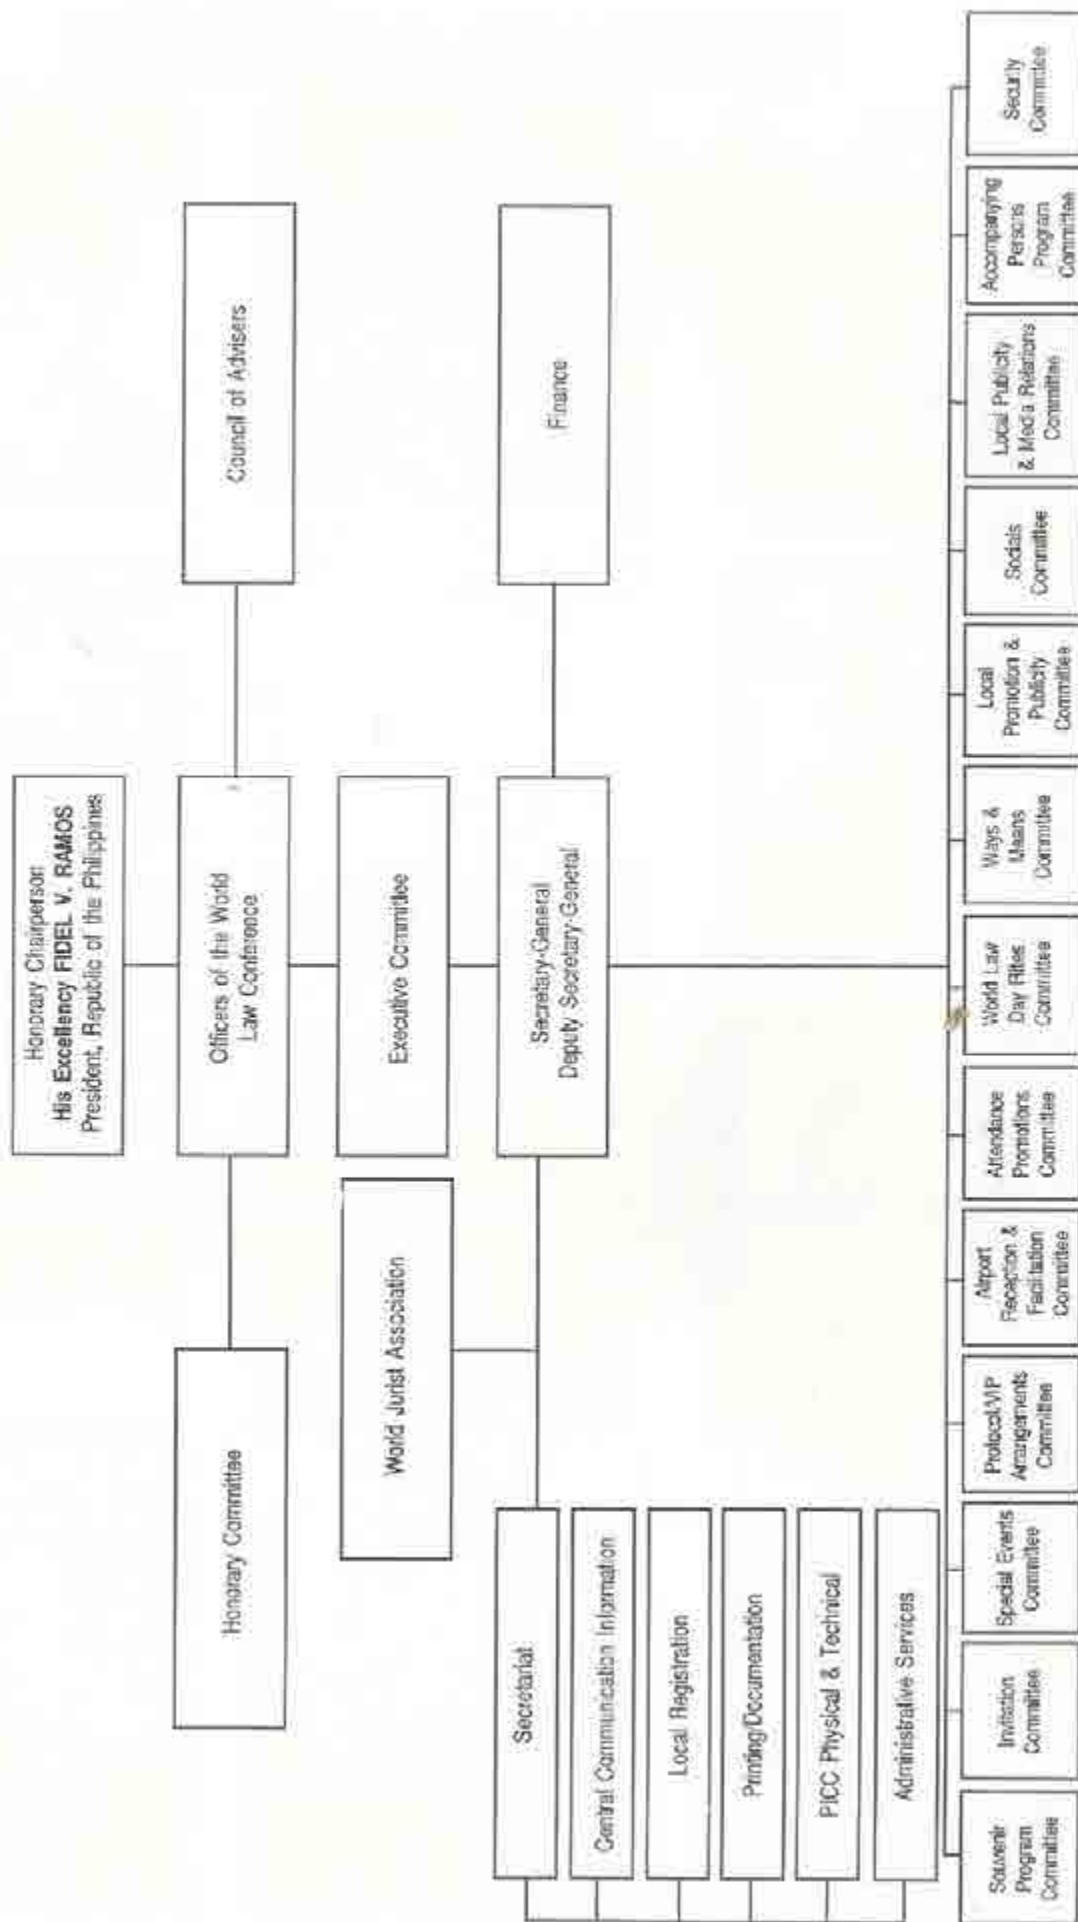 Honorary Chairperson
His Excellency FIDEL V. RAMOS
President, Republic of the Philippines
Honorary Committee
Officers of the World
Law Conference
Council of Advisers
World Jurist Association
Executive Committee
Secretariat
Secretary-General
Deputy Secretary-General
Finance
Central Communication Information
Local Registration
Printing/Documentation
PICC Physical & Technical
Administrative Services
Souvenir
Program
Committee
Invitation
Committee
Special Events
Committee
Protocol/VIP
Arrangements
Committee
Airport
Reception &
Facilitation
Committee
Attendance
Promotions
Committee
World Law
Day Rites
Committee
Ways &
Means
Committee
Local
Promotion &
Publicity
Committee
Socials
Committee
Local Publicity
& Media Relations
Committee
Accompanying
Persons
Program
Committee
Security
Committee